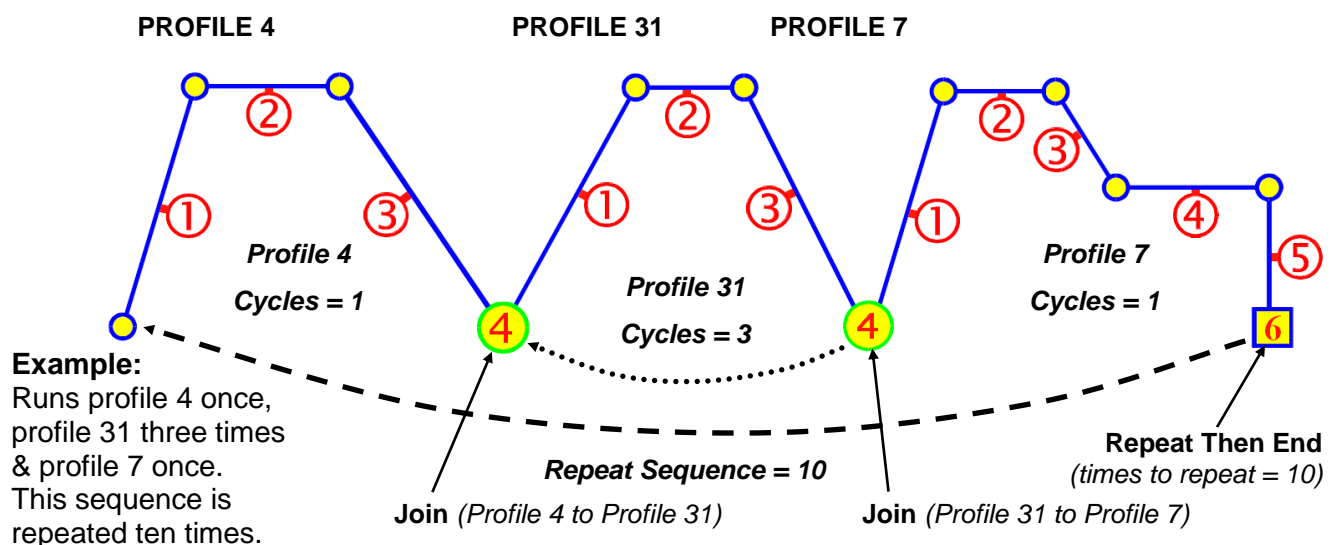 PROFILE 4
PROFILE 31
PROFILE 7
①
②
③
Profile 4
Cycles = 1
4
①
②
③
Profile 31
Cycles = 3
4
①
②
③
④
⑤
Profile 7
Cycles = 1
6
Example:
Runs profile 4 once,
profile 31 three times
& profile 7 once.
This sequence is
repeated ten times.
Repeat Sequence = 10
Join (Profile 4 to Profile 31)
Join (Profile 31 to Profile 7)
Repeat Then End
(times to repeat = 10)